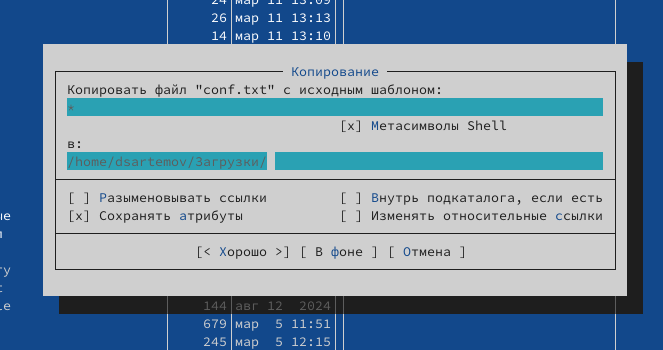 24 мар 11 13:09
26 мар 11 13:13
14 мар 11 13:10
Копирование
Копировать файл "conf.txt" с исходным шаблоном:
*
[x] Метасимволы Shell
в:
/home/dsartemov/Загрузки/
[ ] Разыменовывать ссылки [ ] Внутрь подкаталога, если есть
[x] Сохранять атрибуты [ ] Изменять относительные ссылки
[< Хорошо >] [ В фоне ] [ Отмена ]
144 авг 12 2024
679 мар 5 11:51
245 мар 5 12:15